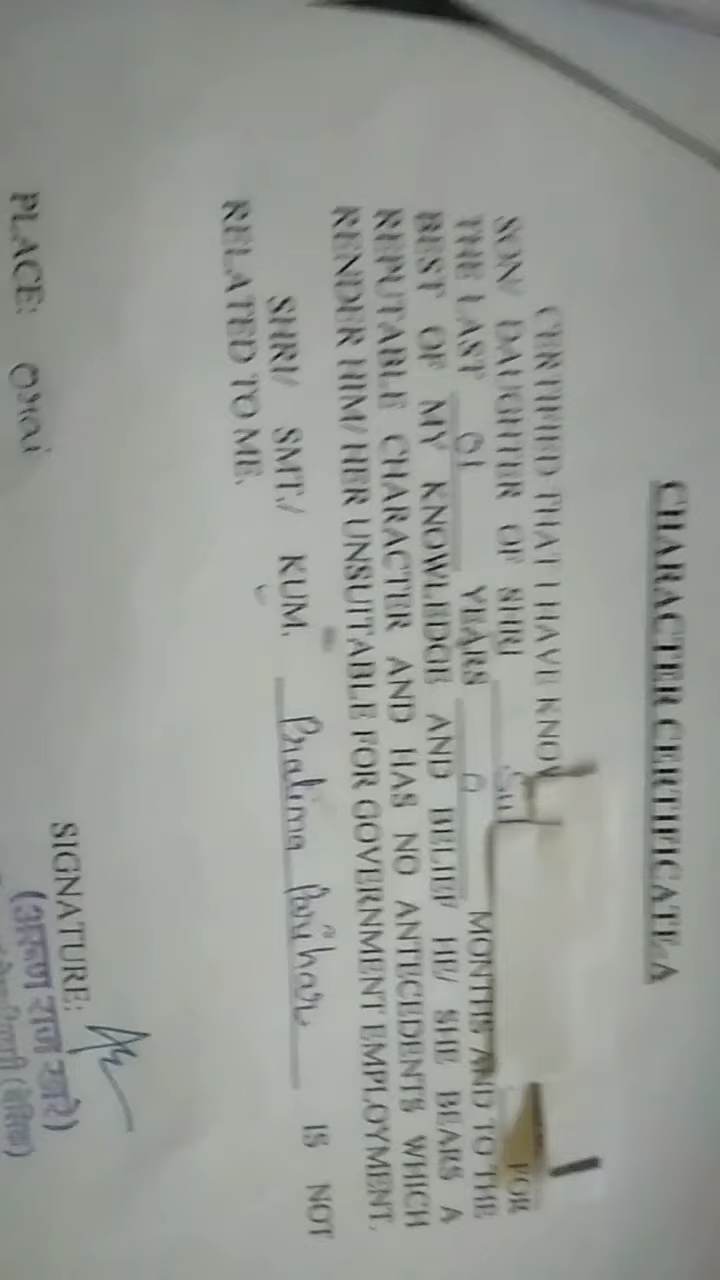 CHARACTER CERTIFICATE-A
CERTIFIED THAT I HAVE
SON/ DAUGHTER OF SHRI FOR
THE LAST 01 YEARS 0 MONTHS AND TO THE
BEST OF MY KNOWLEDGE AND BELIEF HE/ SHE BEARS A
REPUTABLE CHARACTER AND HAS NO ANTECEDENTS WHICH
RENDER HIM/ HER UNSUITABLE FOR GOVERNMENT EMPLOYMENT.
SHRI/ SMT./ KUM. Pratima Parihar IS NOT
RELATED TO ME.
SIGNATURE:
PLACE: Orai